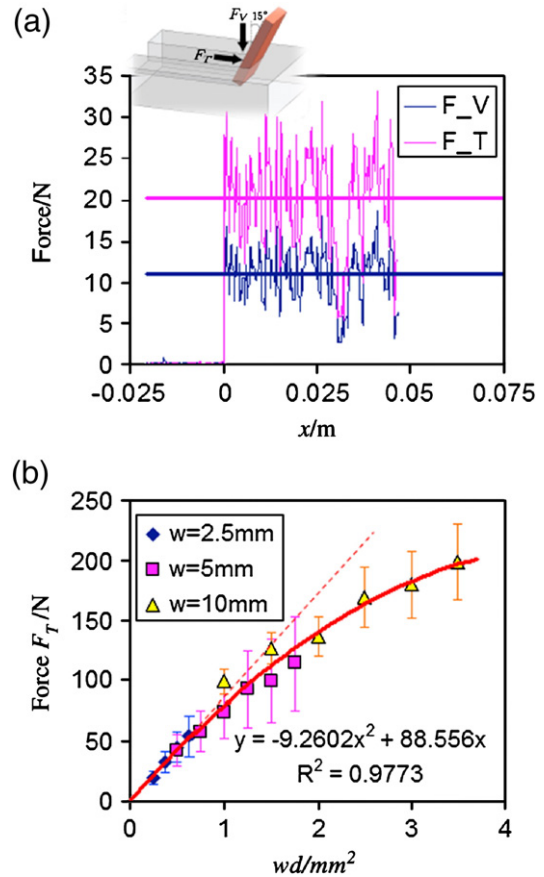 (a)
F_V 15°
F_T
35
30
25
20
15
10
5
0
Force/N
F_V
F_T
-0.025 0 0.025 0.05 0.075
x/m
(b)
250
200
150
100
50
0
Force F_T /N
w=2.5mm
w=5mm
w=10mm
y = -9.2602x² + 88.556x
R² = 0.9773
0 1 2 3 4
wd/mm²